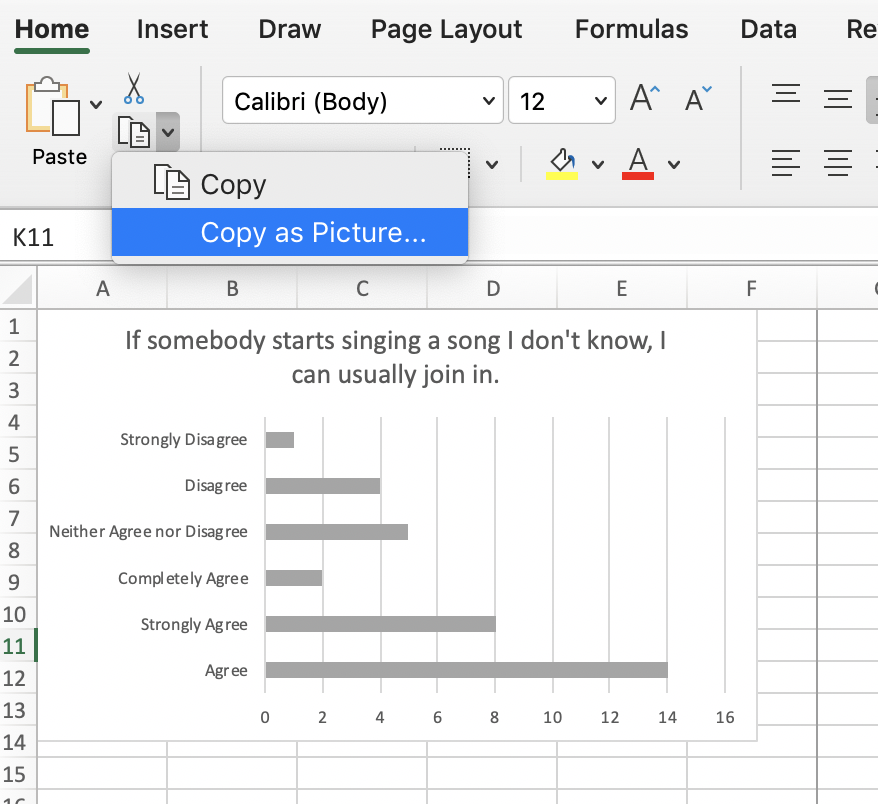 Home Insert Draw Page Layout Formulas Data Re
Calibri (Body) 12 A A
Paste
A
Copy
Copy as Picture...
K11
A B C D E F
1
2
3
4
5
6
7
8
9
10
11
12
13
14
15
16
If somebody starts singing a song I don't know, I
can usually join in.
Strongly Disagree
Disagree
Neither Agree nor Disagree
Completely Agree
Strongly Agree
Agree
0 2 4 6 8 10 12 14 16